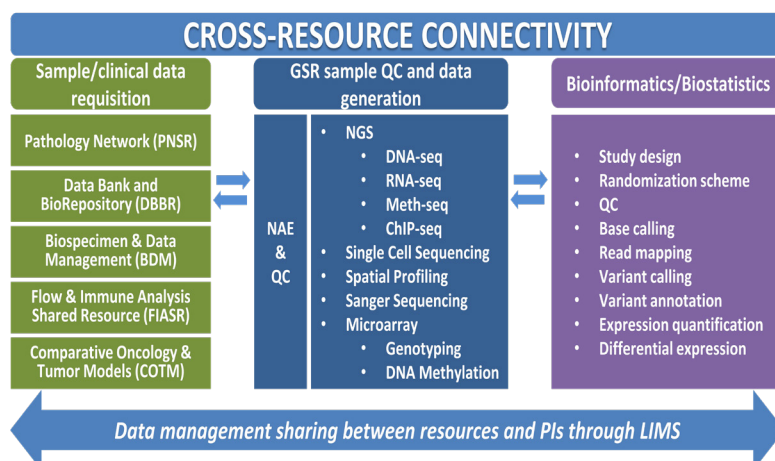 CROSS-RESOURCE CONNECTIVITY
Sample/clinical data
requisition
Pathology Network (PNSR)
Data Bank and
BioRepository (DBBR)
Biospecimen & Data
Management (BDM)
Flow & Immune Analysis
Shared Resource (FIASR)
Comparative Oncology &
Tumor Models (COTM)
GSR sample QC and data
generation
NAE
&
QC
• NGS
• DNA-seq
• RNA-seq
• Meth-seq
• ChIP-seq
• Single Cell Sequencing
• Spatial Profiling
• Sanger Sequencing
• Microarray
• Genotyping
• DNA Methylation
Bioinformatics/Biostatistics
• Study design
• Randomization scheme
• QC
• Base calling
• Read mapping
• Variant calling
• Variant annotation
• Expression quantification
• Differential expression
Data management sharing between resources and PIs through LIMS